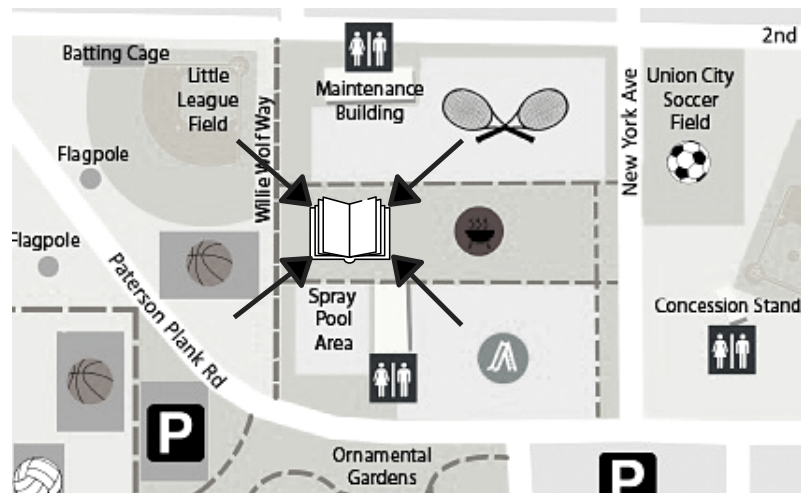 2nd
Batting Cage
Little
League
Field
Maintenance
Building
Union City
Soccer
Field
New York Ave
Willie Wolf Way
Flagpole
Flagpole
Paterson Plank Rd
Spray
Pool
Area
Concession Stand
P
Ornamental
Gardens
P